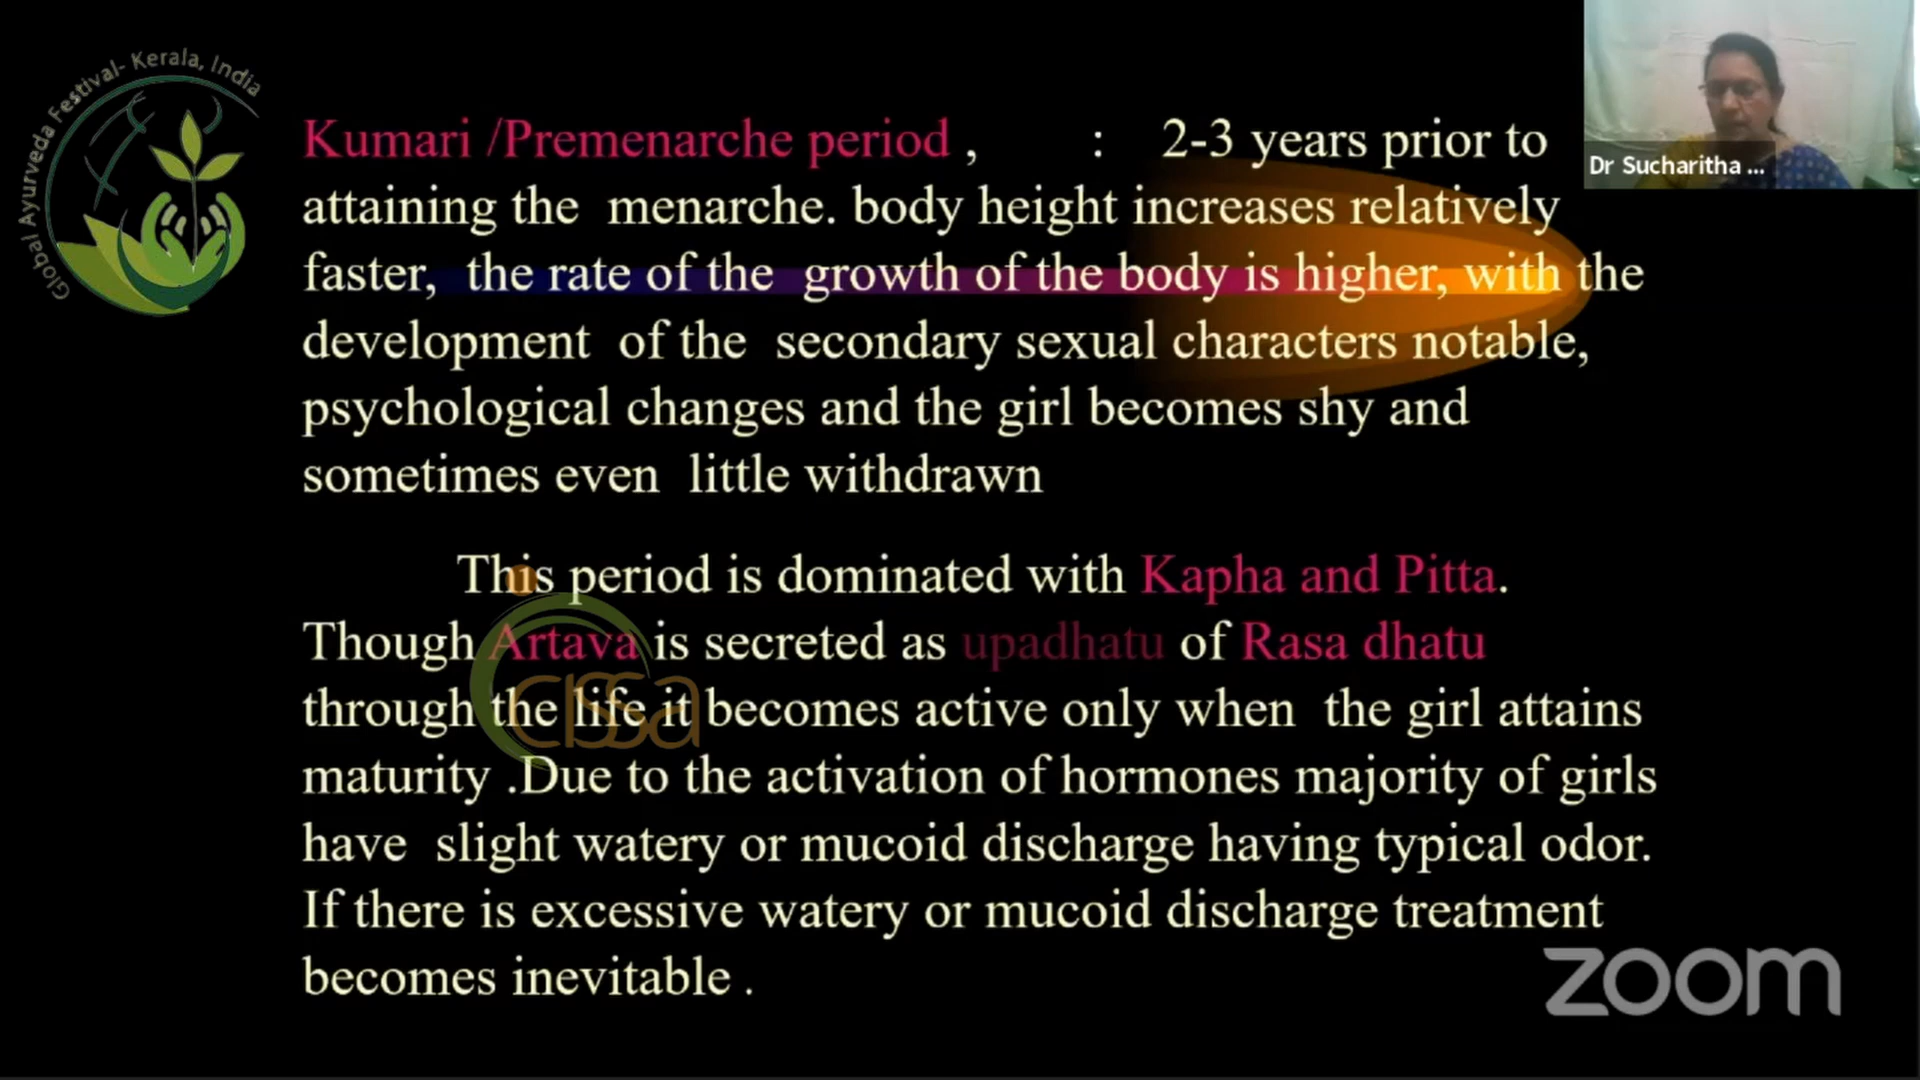 Global Ayurveda Festival- Kerala, India
Dr Sucharitha ...
Kumari /Premenarche period , : 2-3 years prior to
attaining the menarche. body height increases relatively
faster, the rate of the growth of the body is higher, with the
development of the secondary sexual characters notable,
psychological changes and the girl becomes shy and
sometimes even little withdrawn
This period is dominated with Kapha and Pitta.
Though Artava is secreted as upadhatu of Rasa dhatu
through the life it becomes active only when the girl attains
maturity .Due to the activation of hormones majority of girls
have slight watery or mucoid discharge having typical odor.
If there is excessive watery or mucoid discharge treatment
becomes inevitable .
cissa
zoom